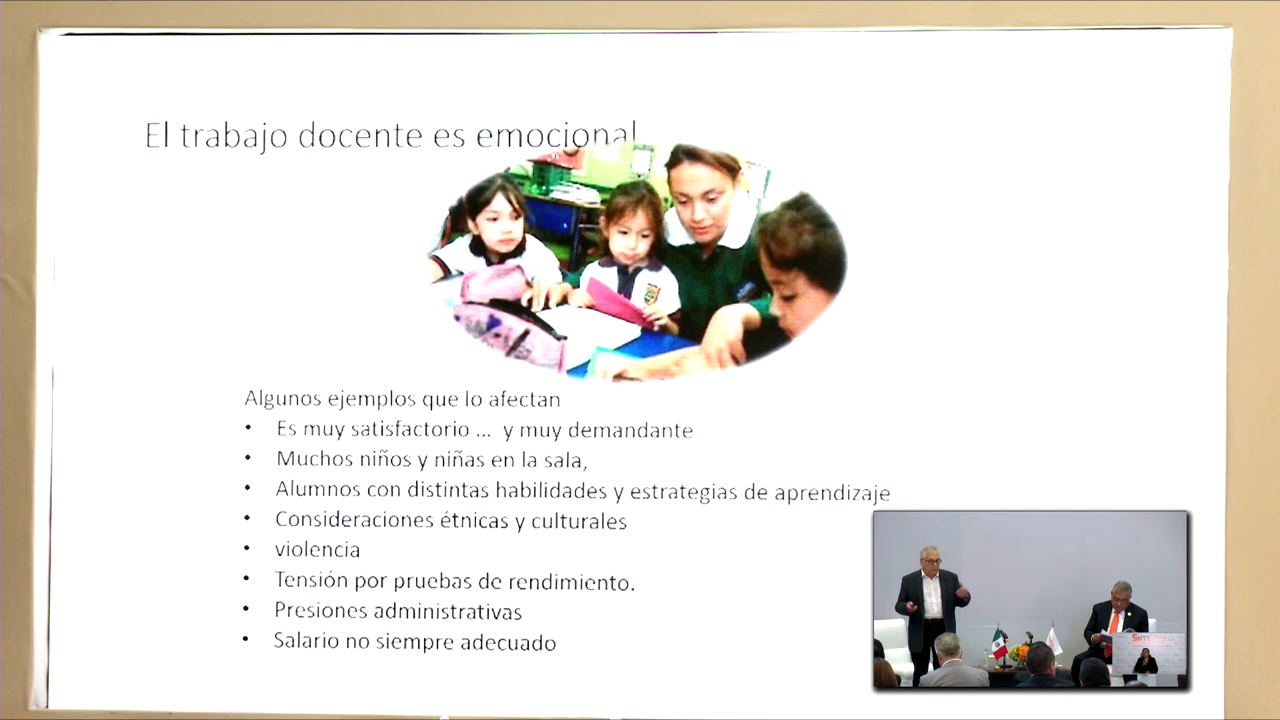 El trabajo docente es emocional
Algunos ejemplos que lo afectan
• Es muy satisfactorio ... y muy demandante
• Muchos niños y niñas en la sala,
• Alumnos con distintas habilidades y estrategias de aprendizaje
• Consideraciones étnicas y culturales
• violencia
• Tensión por pruebas de rendimiento.
• Presiones administrativas
• Salario no siempre adecuado